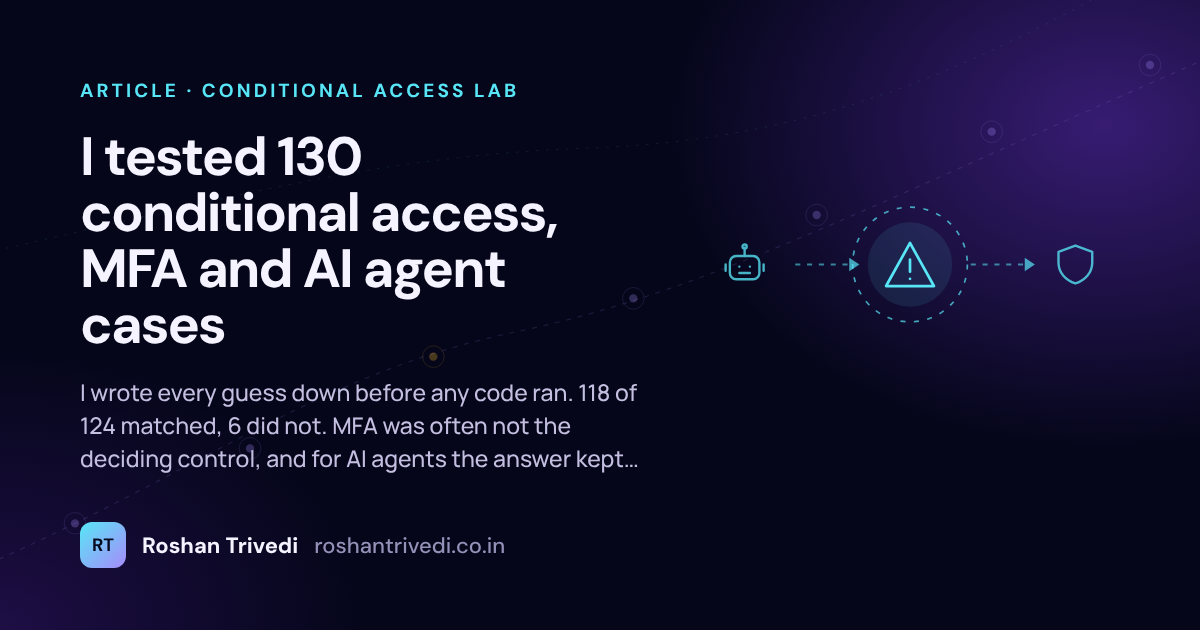 ARTICLE · CONDITIONAL ACCESS LAB
I tested 130
conditional access,
MFA and AI agent
cases
I wrote every guess down before any code ran. 118 of
124 matched, 6 did not. MFA was often not the
deciding control, and for AI agents the answer kept…
RT
Roshan Trivedi
roshantrivedi.co.in